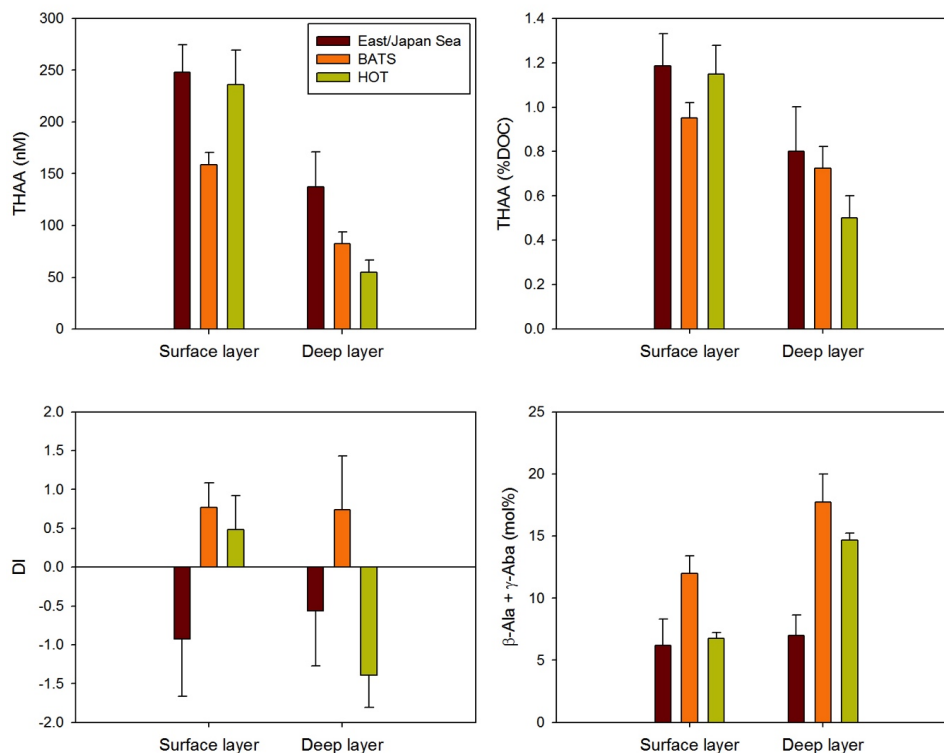 300
250
200
150
100
50
0
THAA (nM)
East/Japan Sea
BATS
HOT
Surface layer Deep layer
1.4
1.2
1.0
0.8
0.6
0.4
0.2
0.0
THAA (%DOC)
Surface layer Deep layer
2.0
1.5
1.0
0.5
0.0
-0.5
-1.0
-1.5
-2.0
DI
Surface layer Deep layer
25
20
15
10
5
0
β-Ala + γ-Aba (mol%)
Surface layer Deep layer